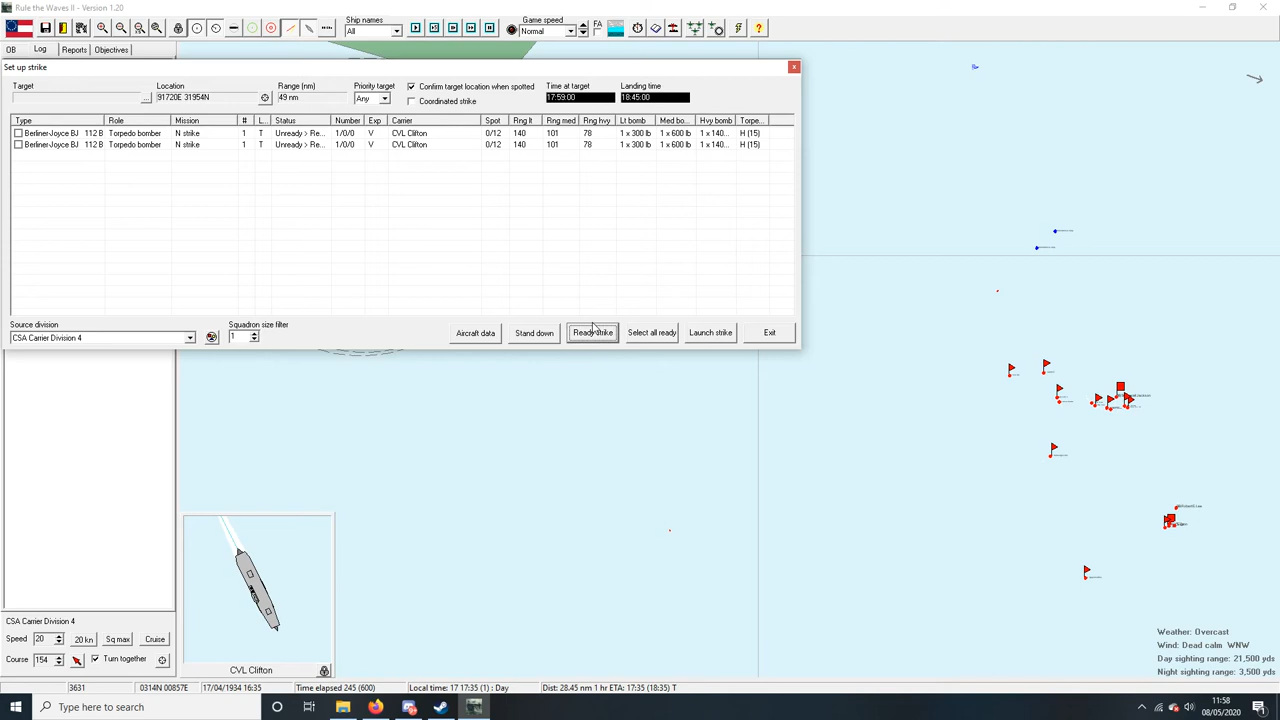 Rule the Waves II - Version 1.20
Ship names
All
Game speed
Normal
FA
OB Log Reports Objectives
Set up strike
Target
Location
91720E 31954N
Range (nm)
49 nm
Priority target
Any
Confirm target location when spotted
Coordinated strike
Time at target
17:59:00
Landing time
18:45:00
Type Role Mission # L... Status Number Exp Carrier Spot Rng lt Rng med Rng hvy Lt bomb Med bo... Hvy bomb Torpe...
Berliner-Joyce BJ 112 B Torpedo bomber N strike 1 T Unready > Re... 1/0/0 V CVL Clifton 0/12 140 101 78 1 x 300 lb 1 x 600 lb 1 x 140... H (15)
Berliner-Joyce BJ 112 B Torpedo bomber N strike 1 T Unready > Re... 1/0/0 V CVL Clifton 0/12 140 101 78 1 x 300 lb 1 x 600 lb 1 x 140... H (15)
Source division
CSA Carrier Division 4
Squadron size filter
1
Aircraft data
Stand down
Ready strike
Select all ready
Launch strike
Exit
CSA Carrier Division 4
Speed 20 20 kn Sq max Cruise
Course 154 Turn together
CVL Clifton
Weather: Overcast
Wind: Dead calm WNW
Day sighting range: 21,500 yds
Night sighting range: 3,500 yds
3631 0314N 00857E 17/04/1934 16:35 Time elapsed 245 (600) Local time: 17 17:35 (1) : Day Dist: 28.45 nm 1 hr ETA: 17:35 (18:35) T
Type here to search
11:58
08/05/2020
1